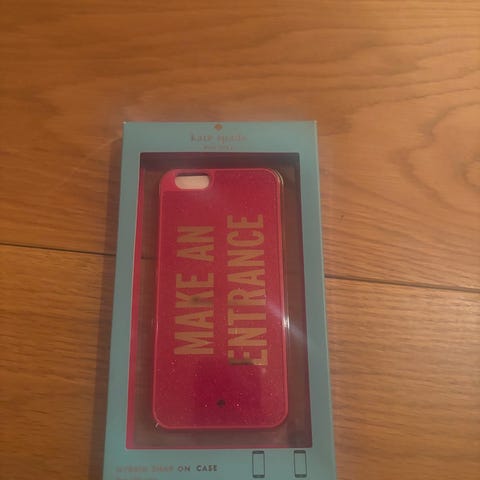 kate spade
NEW YORK
MAKE AN
ENTRANCE
HYBRID SNAP ON CASE